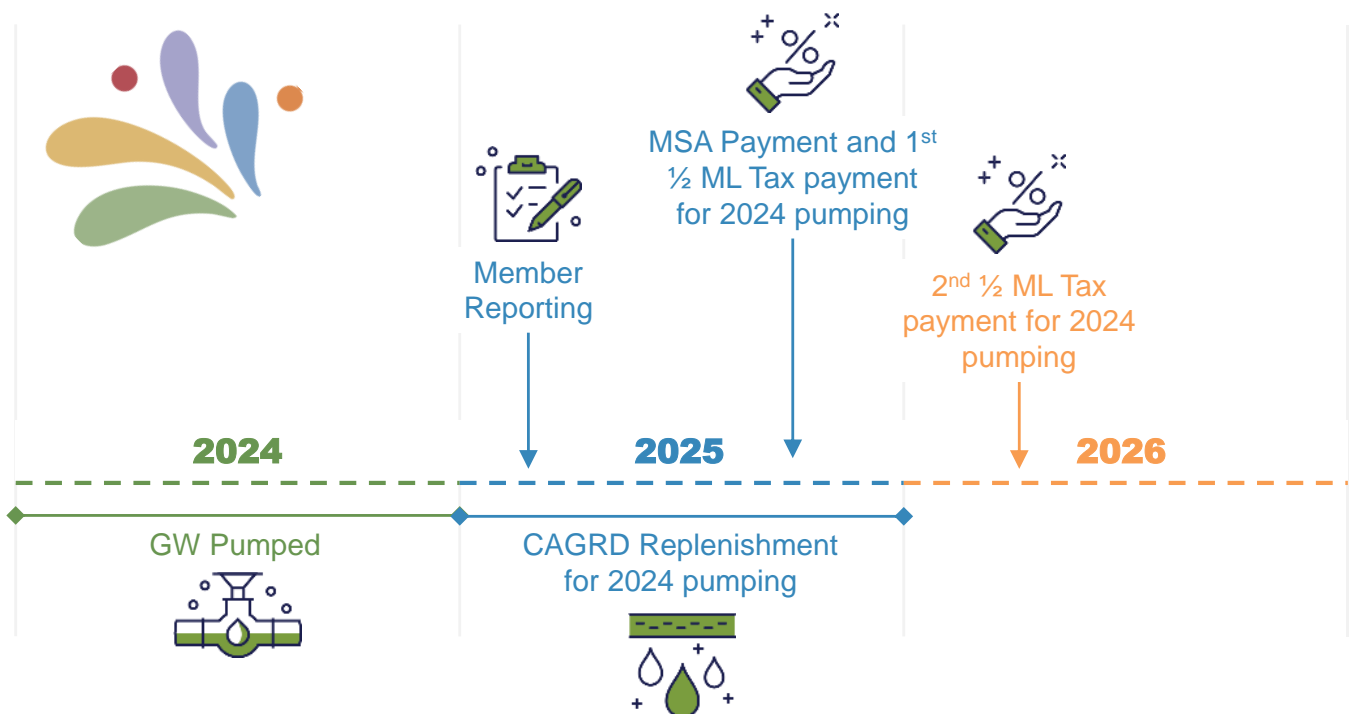 MSA Payment and 1st
½ ML Tax payment
for 2024 pumping
Member
Reporting
2nd ½ ML Tax
payment for 2024
pumping
2024
2025
2026
GW Pumped
CAGRD Replenishment
for 2024 pumping